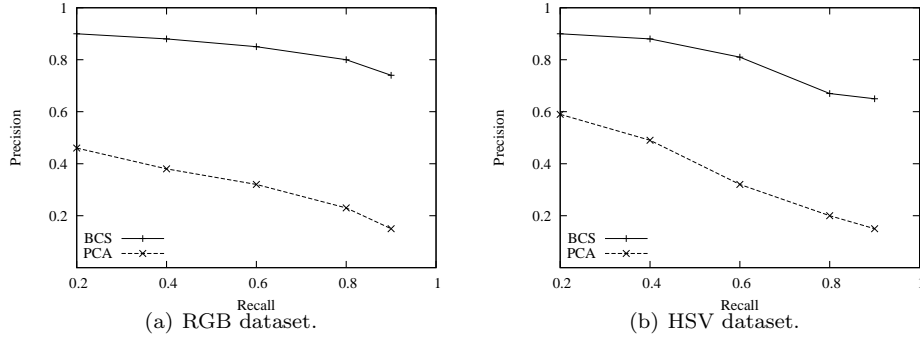 1
0.8
0.6
0.4
0.2
Precision
BCS
PCA
0.2 0.4 0.6 0.8 1
Recall
(a) RGB dataset.
1
0.8
0.6
0.4
0.2
Precision
BCS
PCA
0.2 0.4 0.6 0.8 1
Recall
(b) HSV dataset.